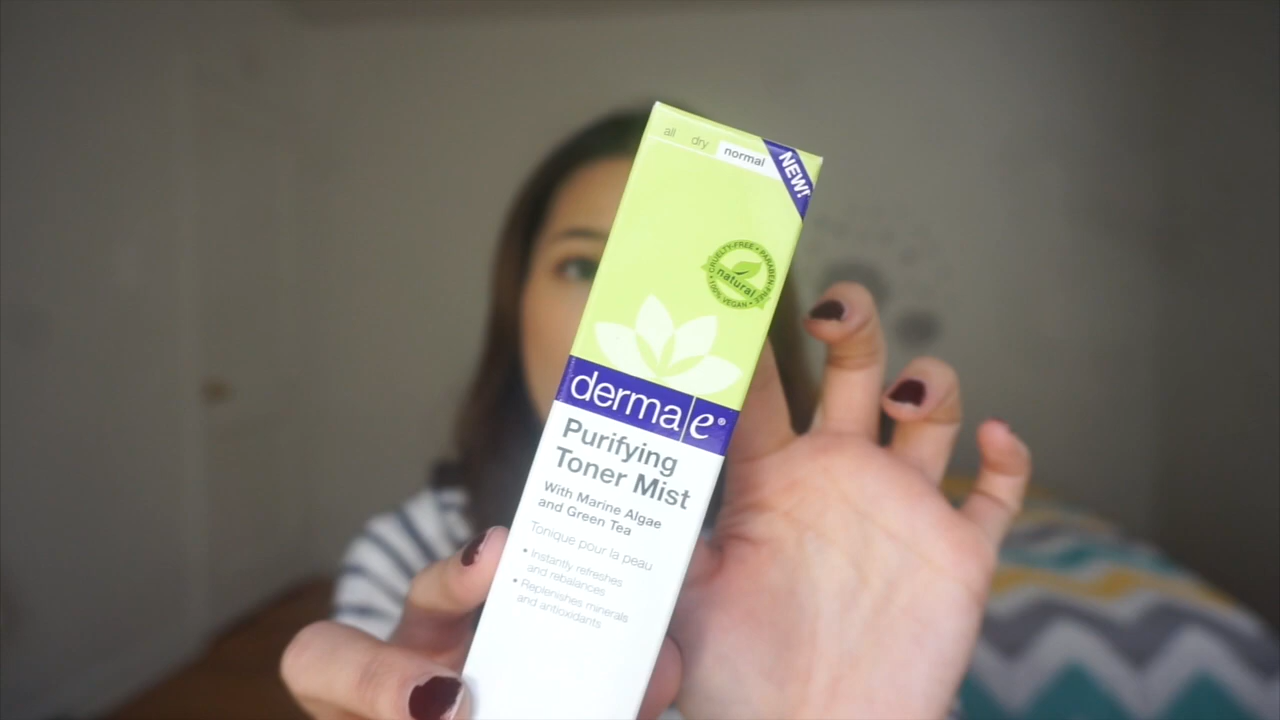 all dry normal
NEW!
CRUELTY-FREE • PARABEN-FREE • 100% VEGAN •
natural
derma|e®
Purifying
Toner Mist
With Marine Algae
and Green Tea
Tonique pour la peau
• Instantly refreshes
and rebalances
• Replenishes minerals
and antioxidants